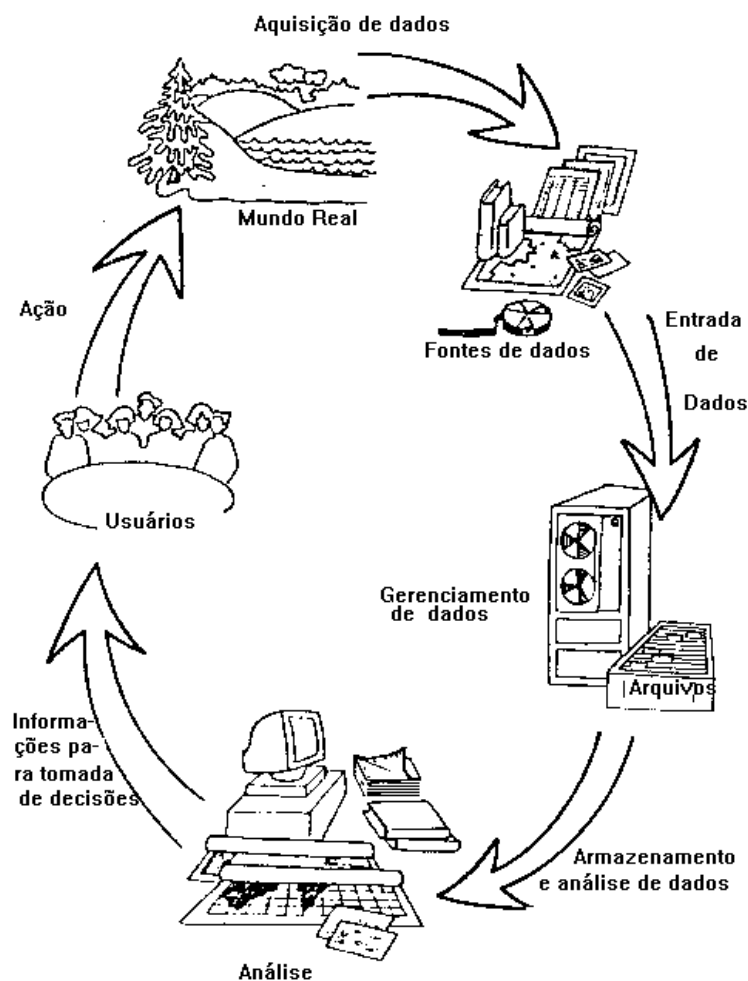 Aquisição de dados
Mundo Real
Fontes de dados
Entrada
de
Dados
Gerenciamento
de dados
Arquivos
Armazenamento
e análise de dados
Análise
Informa-
ções pa-
ra tomada
de decisões
Usuários
Ação